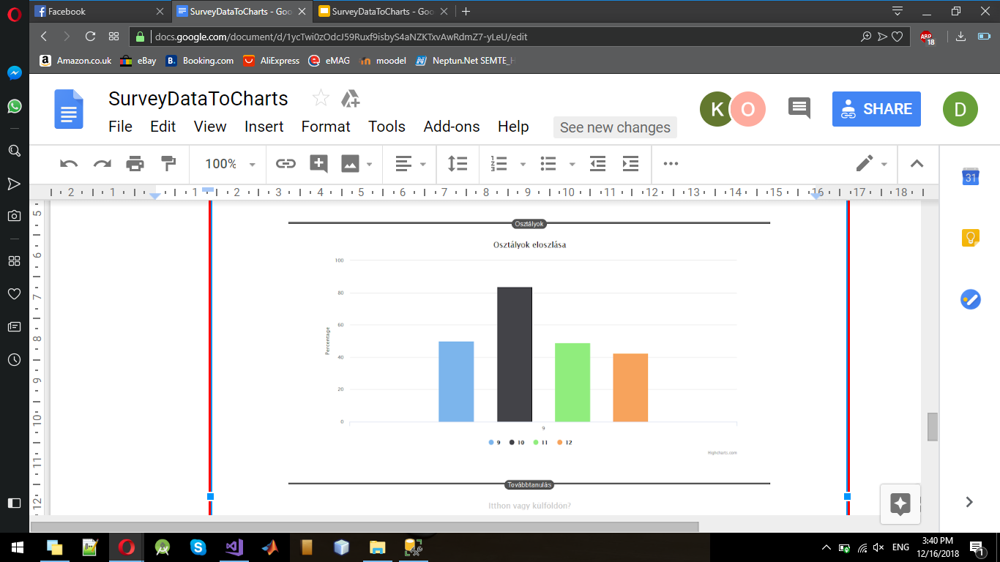 Facebook
SurveyDataToCharts - Goo
SurveyDataToCharts - Goo
docs.google.com/document/d/1ycTwi0zOdcJ59Ruxf9isbyS4aNZKTxvAwRdmZ7-yLeU/edit
ABP 18
Amazon.co.uk eBay Booking.com AliExpress eMAG moodel Neptun.Net SEMTE_H
SurveyDataToCharts
File Edit View Insert Format Tools Add-ons Help See new changes
K O SHARE D
100%
2 1 1 2 3 4 5 6 7 8 9 10 11 12 13 14 15 16 17 18
31
5
6
7
8
9
10
11
12
Osztályok
Osztályok eloszlása
100
80
60
40
20
0
Percentage
9
9 10 11 12
Highcharts.com
Továbbtanulás
Itthon vagy külföldön?
ENG
3:40 PM
12/16/2018
1